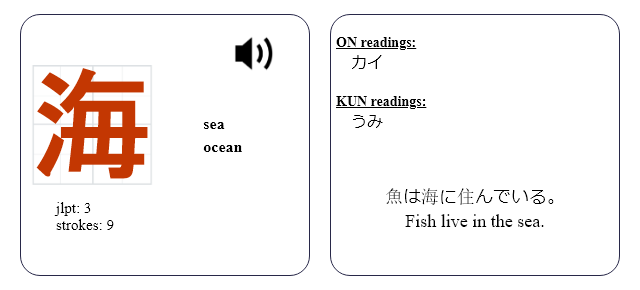 海
sea
ocean
jlpt: 3
strokes: 9
ON readings:
カイ
KUN readings:
うみ
魚は海に住んでいる。
Fish live in the sea.